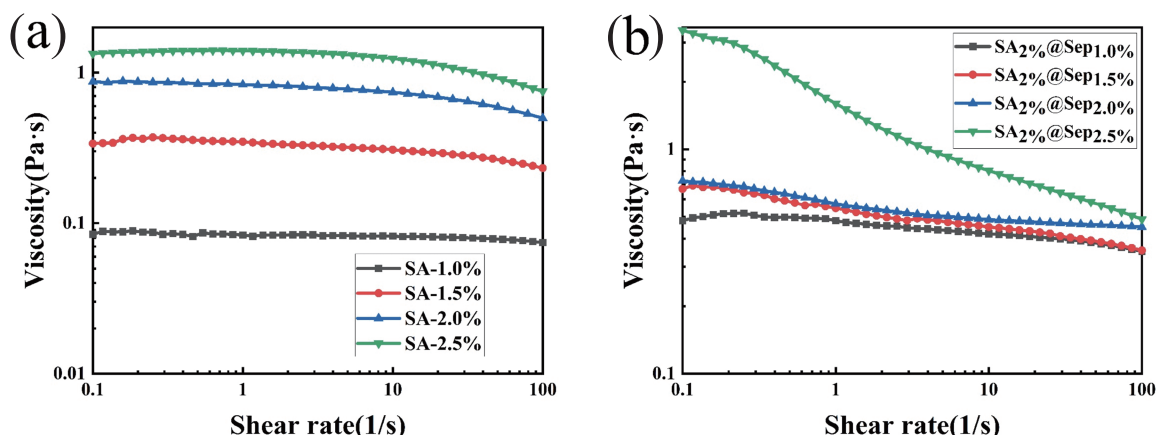 (a)
Viscosity(Pa·s)
1
0.1
0.01
0.1
1
10
100
Shear rate(1/s)
SA-1.0%
SA-1.5%
SA-2.0%
SA-2.5%
(b)
Viscosity(Pa·s)
1
0.1
0.1
1
10
100
Shear rate(1/s)
SA2%@Sep1.0%
SA2%@Sep1.5%
SA2%@Sep2.0%
SA2%@Sep2.5%